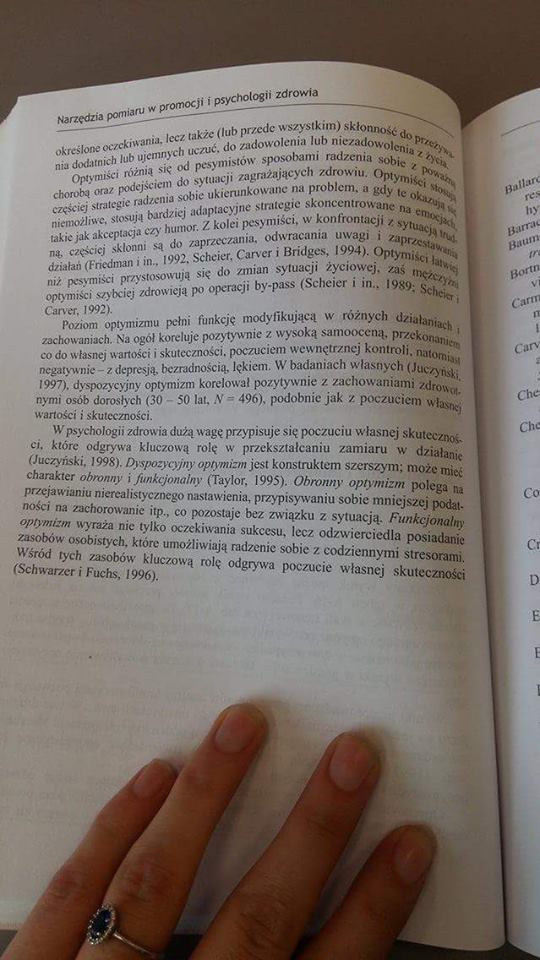 Narzędzia pomiaru w promocji i psychologii zdrowia
określone oczekiwania, lecz także (lub przede wszystkim) skłonność do przeżywa-
nia dodatnich lub ujemnych uczuć, do zadowolenia lub niezadowolenia z życia.
Optymiści różnią się od pesymistów sposobami radzenia sobie z poważną
chorobą oraz podejściem do sytuacji zagrażających zdrowiu. Optymiści stosują
częściej strategie radzenia sobie ukierunkowane na problem, a gdy te okazują się
niemożliwe, stosują bardziej adaptacyjne strategie skoncentrowane na emocjach,
takie jak akceptacja czy humor. Z kolei pesymiści, w konfrontacji z sytuacją trud-
ną, częściej skłonni są do zaprzeczania, odwracania uwagi i zaprzestawania
działań (Friedman i in., 1992, Scheier, Carver i Bridges, 1994). Optymiści łatwiej
niż pesymiści przystosowują się do zmian sytuacji życiowej, zaś mężczyźni
optymiści szybciej zdrowieją po operacji by-pass (Scheier i in., 1989; Scheier i
Carver, 1992).
Poziom optymizmu pełni funkcję modyfikującą w różnych działaniach i
zachowaniach. Na ogół koreluje pozytywnie z wysoką samooceną, przekonaniem
co do własnej wartości i skuteczności, poczuciem wewnętrznej kontroli, natomiast
negatywnie – z depresją, bezradnością, lękiem. W badaniach własnych (Juczyński,
1997), dyspozycyjny optymizm korelował pozytywnie z zachowaniami zdrowot-
nymi osób dorosłych (30 – 50 lat, N = 496), podobnie jak z poczuciem własnej
wartości i skuteczności.
W psychologii zdrowia dużą wagę przypisuje się poczuciu własnej skutecznoś-
ci, które odgrywa kluczową rolę w przekształcaniu zamiaru w działanie
(Juczyński, 1998). Dyspozycyjny optymizm jest konstruktem szerszym; może mieć
charakter obronny i funkcjonalny (Taylor, 1995). Obronny optymizm polega na
przejawianiu nierealistycznego nastawienia, przypisywaniu sobie mniejszej podat-
ności na zachorowanie itp., co pozostaje bez związku z sytuacją. Funkcjonalny
optymizm wyraża nie tylko oczekiwania sukcesu, lecz odzwierciedla posiadanie
zasobów osobistych, które umożliwiają radzenie sobie z codziennymi stresorami.
Wśród tych zasobów kluczową rolę odgrywa poczucie własnej skuteczności
(Schwarzer i Fuchs, 1996).
Ballard
res
hy
Barrac
Baum
tr
Bortn
vi
Carm
Carv
Che
Che
Co
Cr
D
E
E